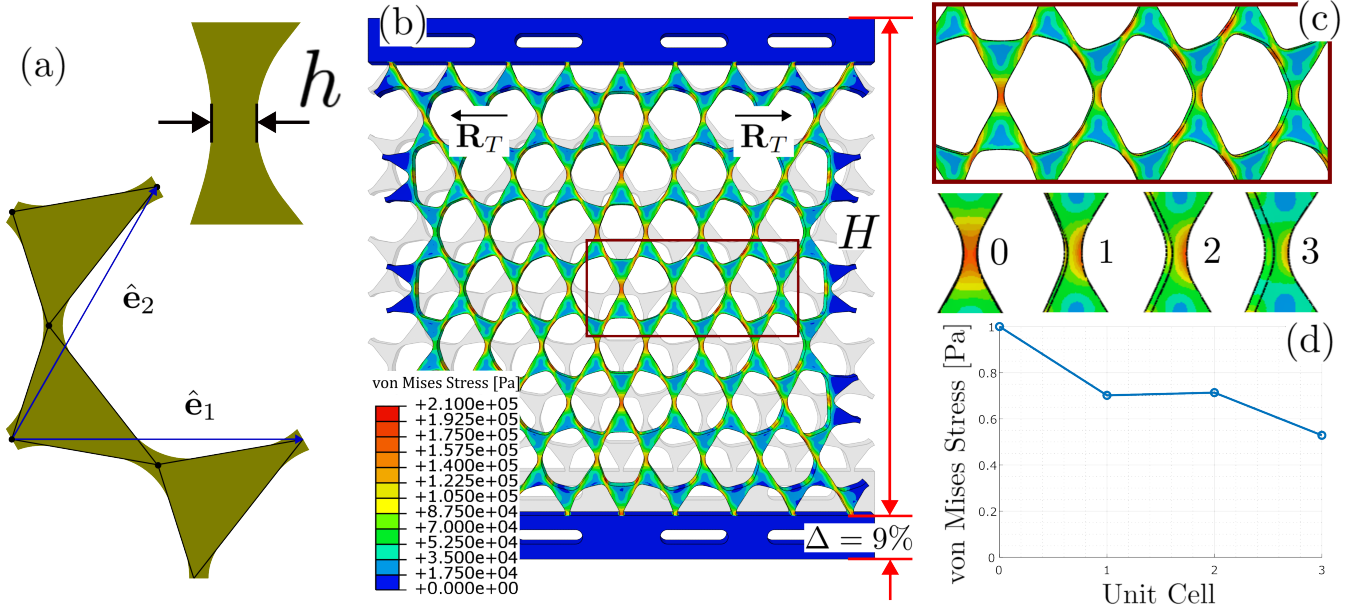 (a)
h
ê₂
ê₁
(b)
R_T
R_T
H
von Mises Stress [Pa]
+2.100e+05
+1.925e+05
+1.750e+05
+1.575e+05
+1.400e+05
+1.225e+05
+1.050e+05
+8.750e+04
+7.000e+04
+5.250e+04
+3.500e+04
+1.750e+04
+0.000e+00
Δ = 9%
(c)
0
1
2
3
(d)
von Mises Stress [Pa]
1
0.8
0.6
0.4
0.2
0
0
1
2
3
Unit Cell